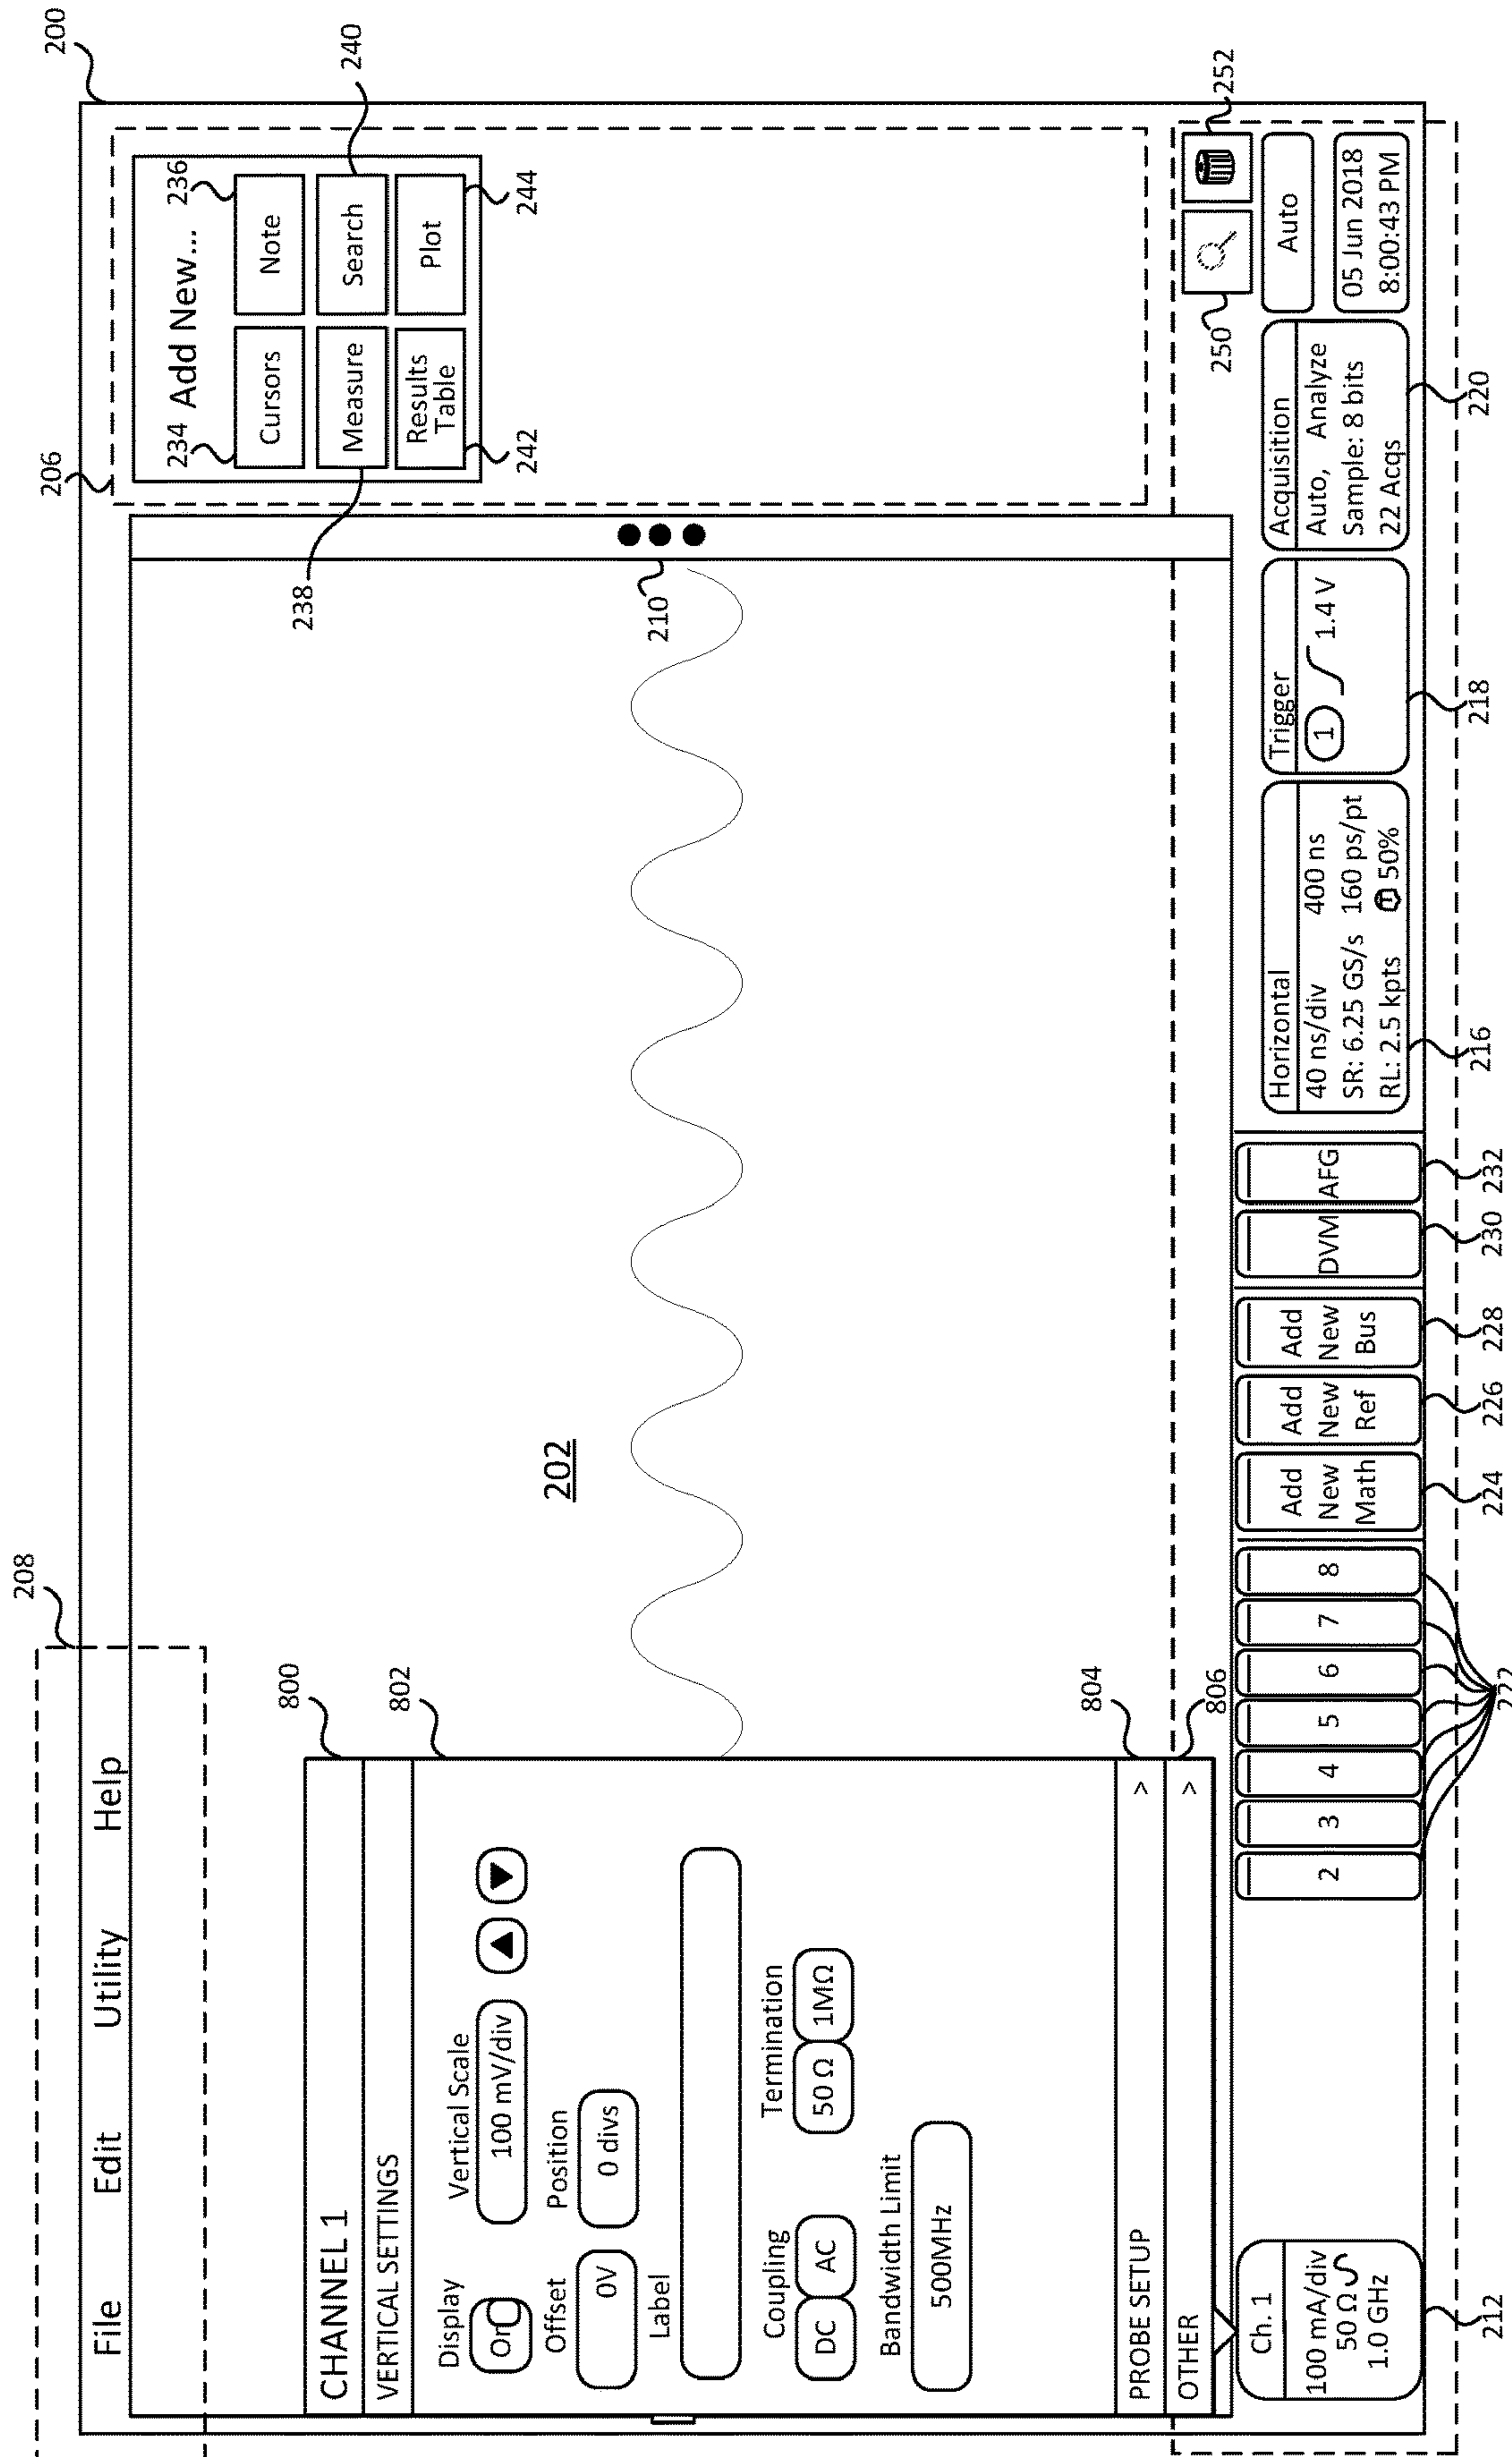 208
200
File Edit Utility Help
206
800
CHANNEL 1
802
VERTICAL SETTINGS
Display
On
Vertical Scale
100 mV/div
Offset
0V
Position
0 divs
Label
Coupling
DC AC
Termination
50 Ω 1MΩ
Bandwidth Limit
500MHz
804
PROBE SETUP >
806
OTHER >
202
210
234 Add New... 236
Cursors Note
238 Measure Search 240
Results
Table
Plot
242 244
250 252
Ch. 1
100 mA/div
50 Ω
1.0 GHz
2 3 4 5 6 7 8
Add
New
Math
Add
New
Ref
Add
New
Bus
DVM
AFG
Horizontal
40 ns/div 400 ns
SR: 6.25 GS/s 160 ps/pt
RL: 2.5 kpts 50%
Trigger
1 1.4 V
Acquisition
Auto, Analyze
Sample: 8 bits
22 Acqs
Auto
05 Jun 2018
8:00:43 PM
212 222 224 226 228 230 232 216 218 220